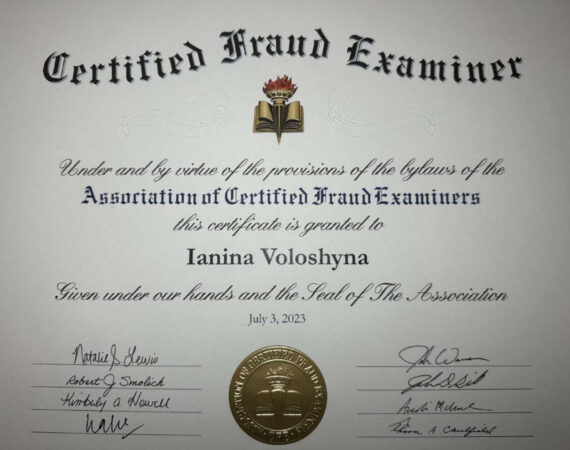 Certified Fraud Examiner
Under and by virtue of the provisions of the bylaws of the
Association of Certified Fraud Examiners
this certificate is granted to
Ianina Voloshyna
Given under our hands and the Seal of The Association
July 3, 2023
Natalie S Lewis
Robert J Smolich
Kimberly A Howell